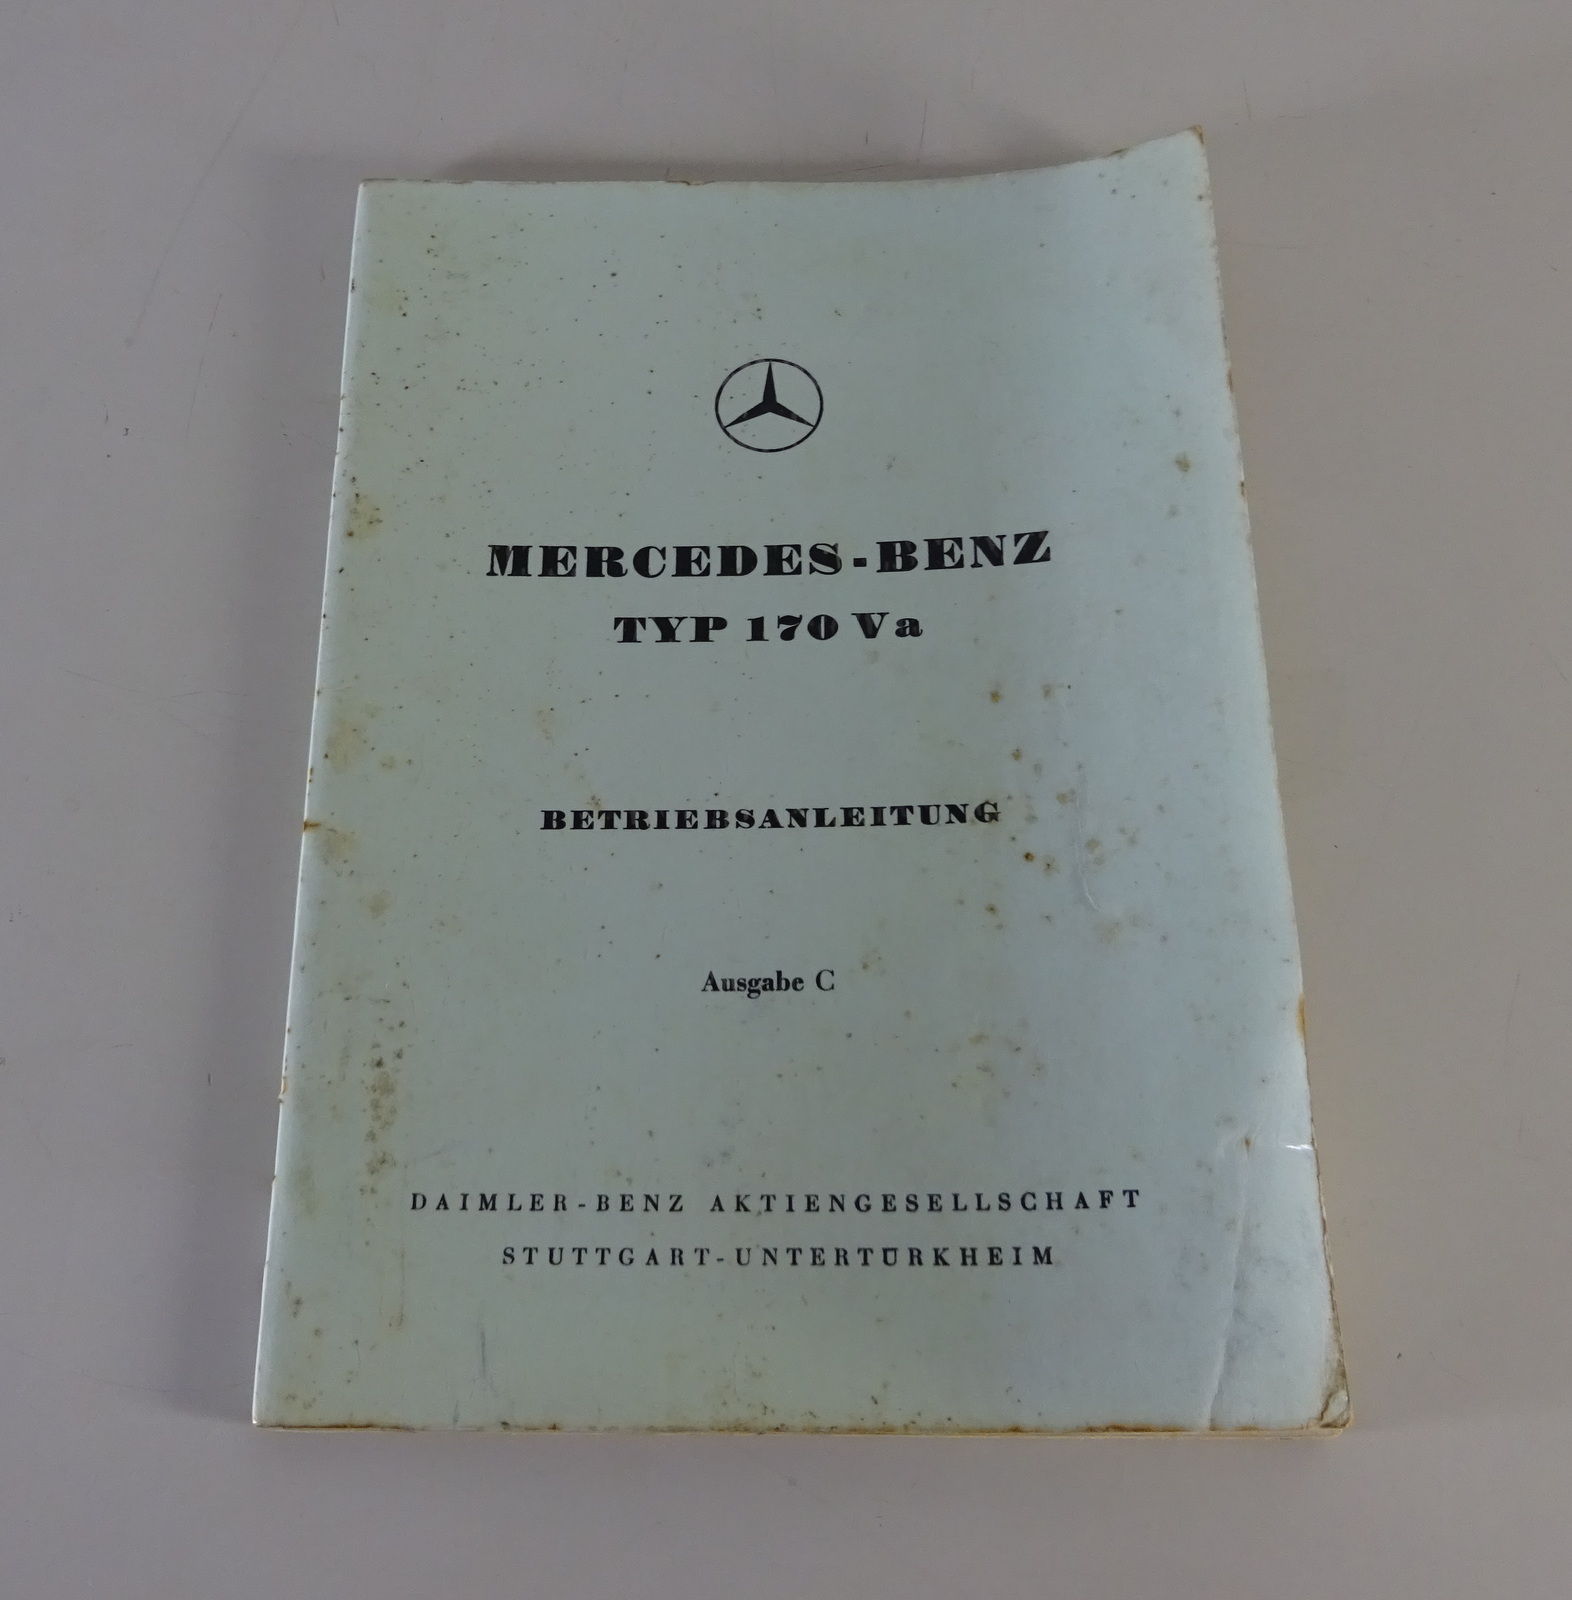 MERCEDES-BENZ
TYP 170 Va
BETRIEBSANLEITUNG
Ausgabe C
DAIMLER-BENZ AKTIENGESELLSCHAFT
STUTTGART-UNTERTÜRKHEIM